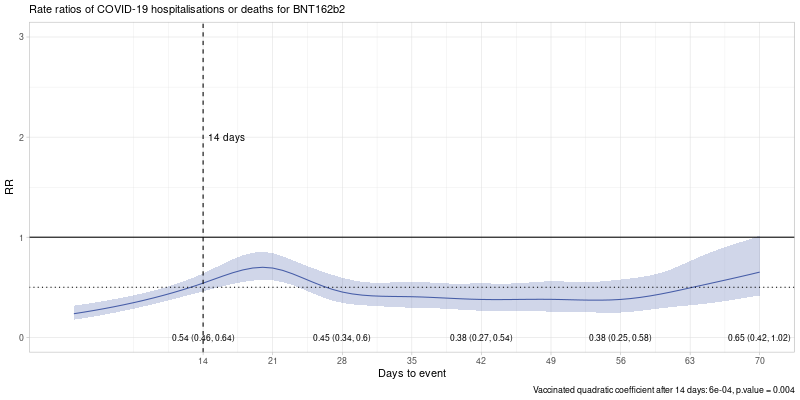 Rate ratios of COVID-19 hospitalisations or deaths for BNT162b2
3
2
14 days
RR
1
0
0.54 (0.46, 0.64) 0.45 (0.34, 0.6) 0.38 (0.27, 0.54) 0.38 (0.25, 0.58) 0.65 (0.42, 1.02)
14 21 28 35 42 49 56 63 70
Days to event
Vaccinated quadratic coefficient after 14 days: 6e-04, p.value = 0.004